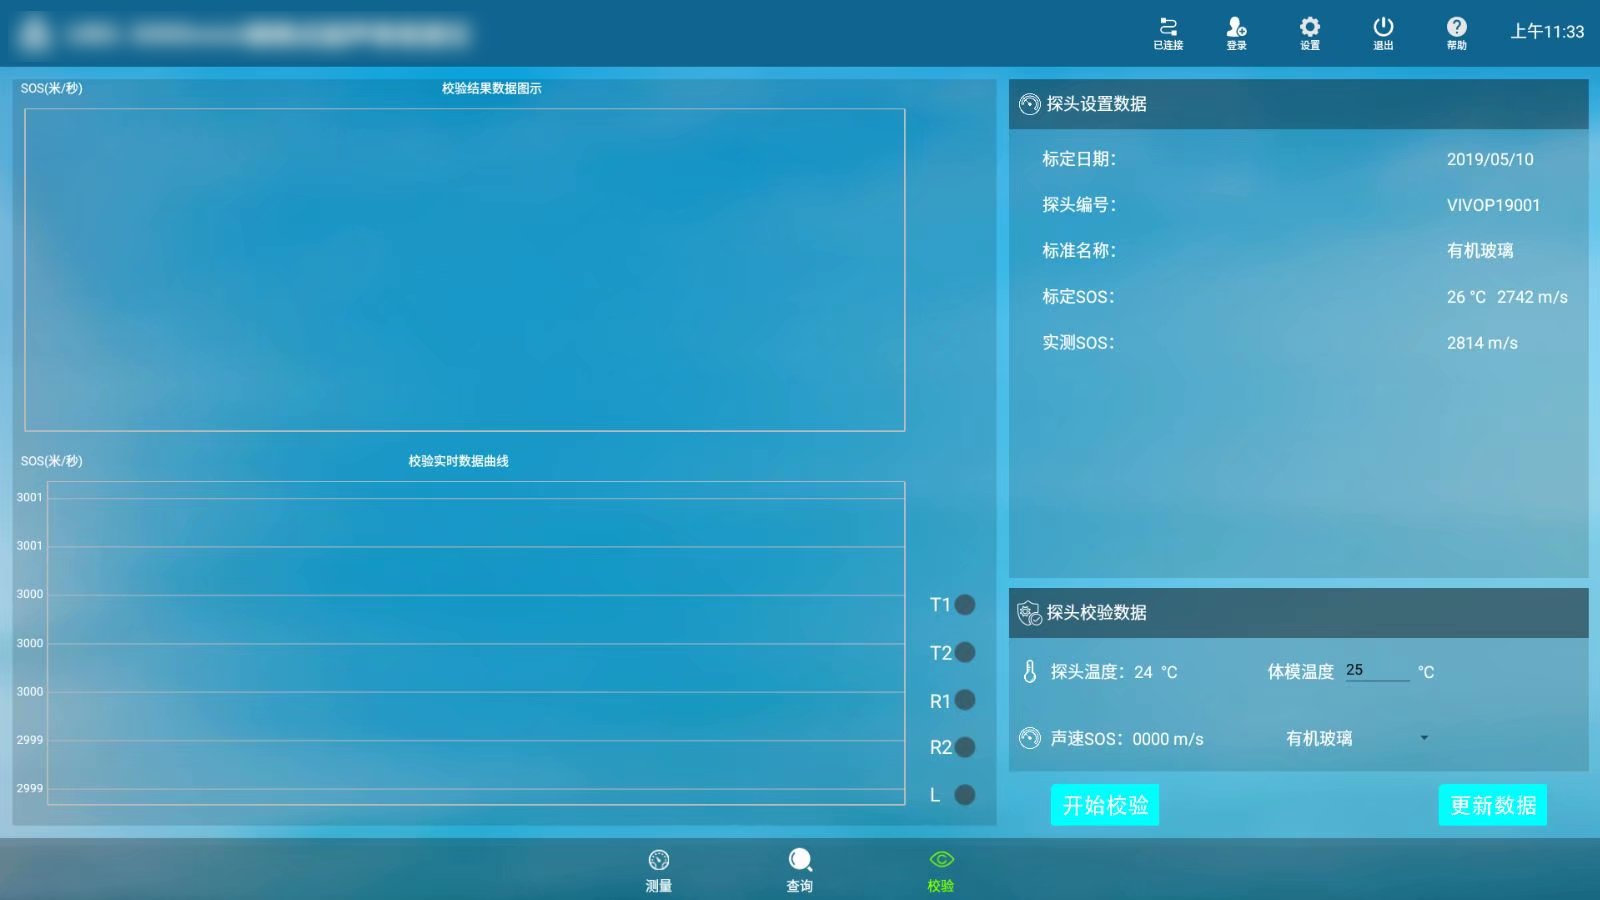 已连接
登录
设置
退出
帮助
上午11:33
SOS(米/秒)
校验结果数据图示
SOS(米/秒)
校验实时数据曲线
3001
3001
3000
3000
3000
2999
2999
T1
T2
R1
R2
L
探头设置数据
标定日期： 2019/05/10
探头编号： VIVOP19001
标准名称： 有机玻璃
标定SOS： 26 °C 2742 m/s
实测SOS： 2814 m/s
探头校验数据
探头温度：24 °C 体模温度 25 °C
声速SOS：0000 m/s 有机玻璃
开始校验 更新数据
测量
查询
校验